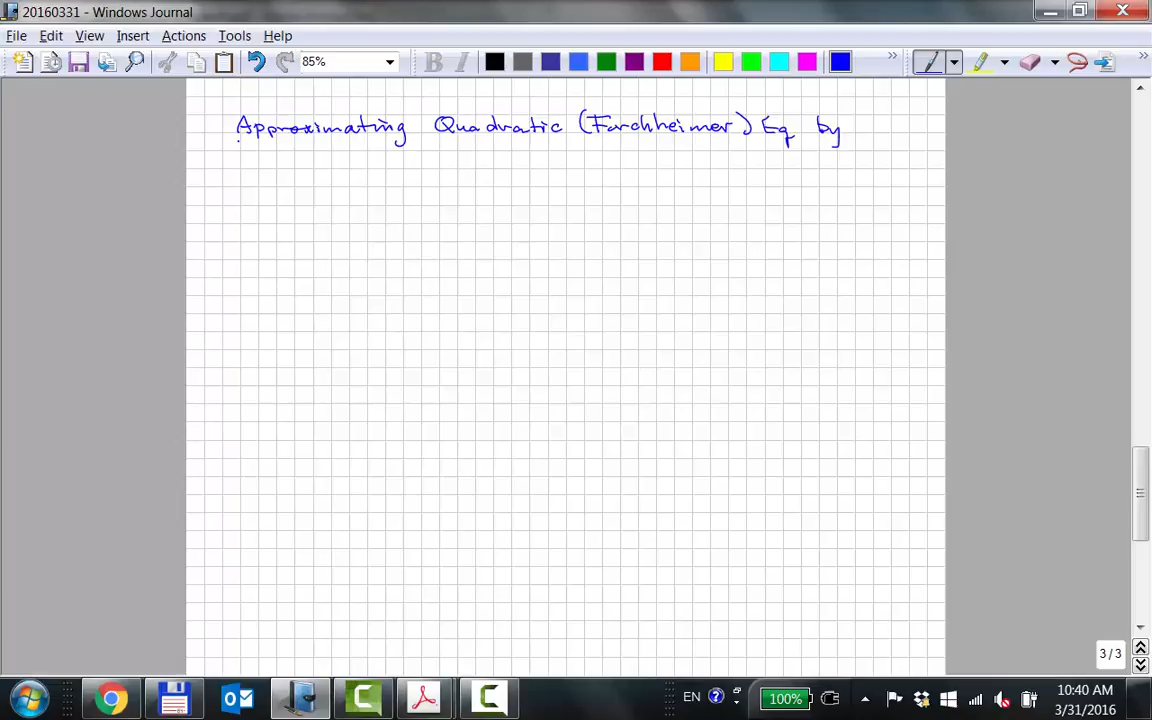 20160331 - Windows Journal
File Edit View Insert Actions Tools Help
85% B I
Approximating Quadratic (Forchheimer) Eq by
3 / 3
EN 100% 10:40 AM
3/31/2016